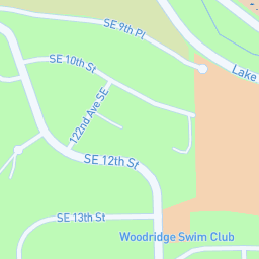 SE 9th Pl
SE 10th St
Lake
122nd Ave SE
SE 12th St
SE 13th St
Woodridge Swim Club